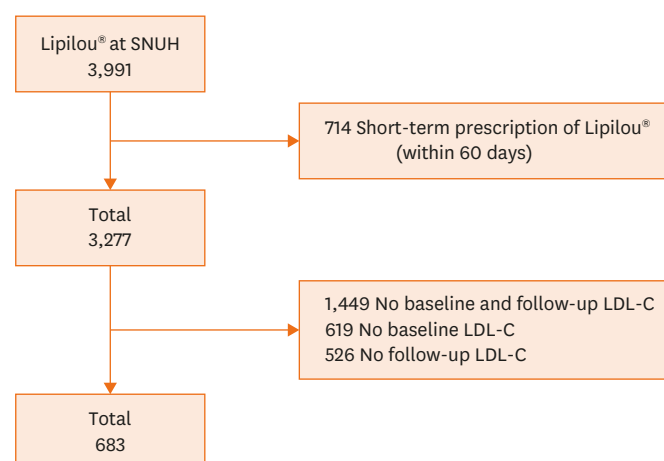 Lipilou® at SNUH
3,991
714 Short-term prescription of Lipilou®
(within 60 days)
Total
3,277
1,449 No baseline and follow-up LDL-C
619 No baseline LDL-C
526 No follow-up LDL-C
Total
683